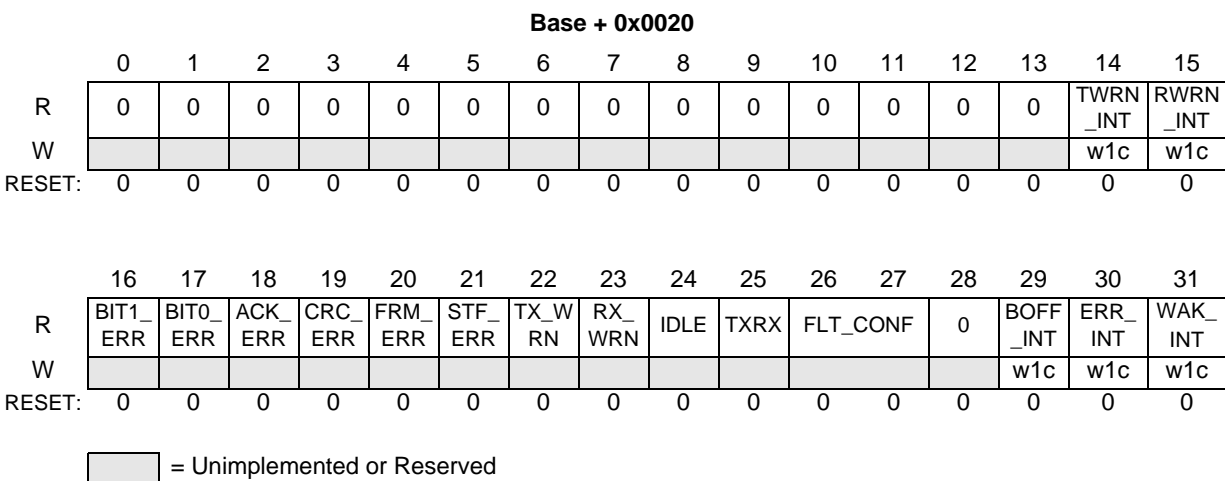 Base + 0x0020
0 1 2 3 4 5 6 7 8 9 10 11 12 13 14 15
R 0 0 0 0 0 0 0 0 0 0 0 0 0 0 TWRN _INT RWRN _INT
W w1c w1c
RESET: 0 0 0 0 0 0 0 0 0 0 0 0 0 0 0 0
16 17 18 19 20 21 22 23 24 25 26 27 28 29 30 31
R BIT1_ ERR BIT0_ ERR ACK_ ERR CRC_ ERR FRM_ ERR STF_ ERR TX_W RN RX_ WRN IDLE TXRX FLT_CONF 0 BOFF _INT ERR_ INT WAK_ INT
W w1c w1c w1c
RESET: 0 0 0 0 0 0 0 0 0 0 0 0 0 0 0 0
= Unimplemented or Reserved